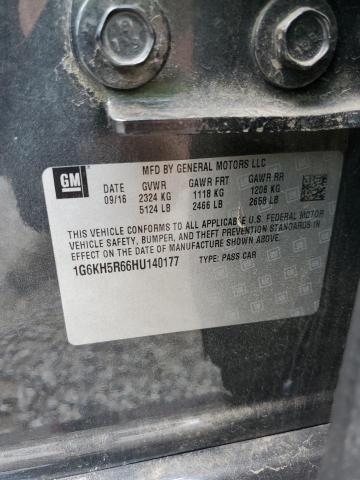 MFD BY GENERAL MOTORS LLC
GM
DATE GVWR GAWR FRT GAWR RR
09/16 2324 KG 1118 KG 1206 KG
5124 LB 2466 LB 2658 LB
THIS VEHICLE CONFORMS TO ALL APPLICABLE U.S. FEDERAL MOTOR
VEHICLE SAFETY, BUMPER, AND THEFT PREVENTION STANDARDS IN
EFFECT ON THE DATE OF MANUFACTURE SHOWN ABOVE.
1G6KH5R66HU140177 TYPE: PASS CAR